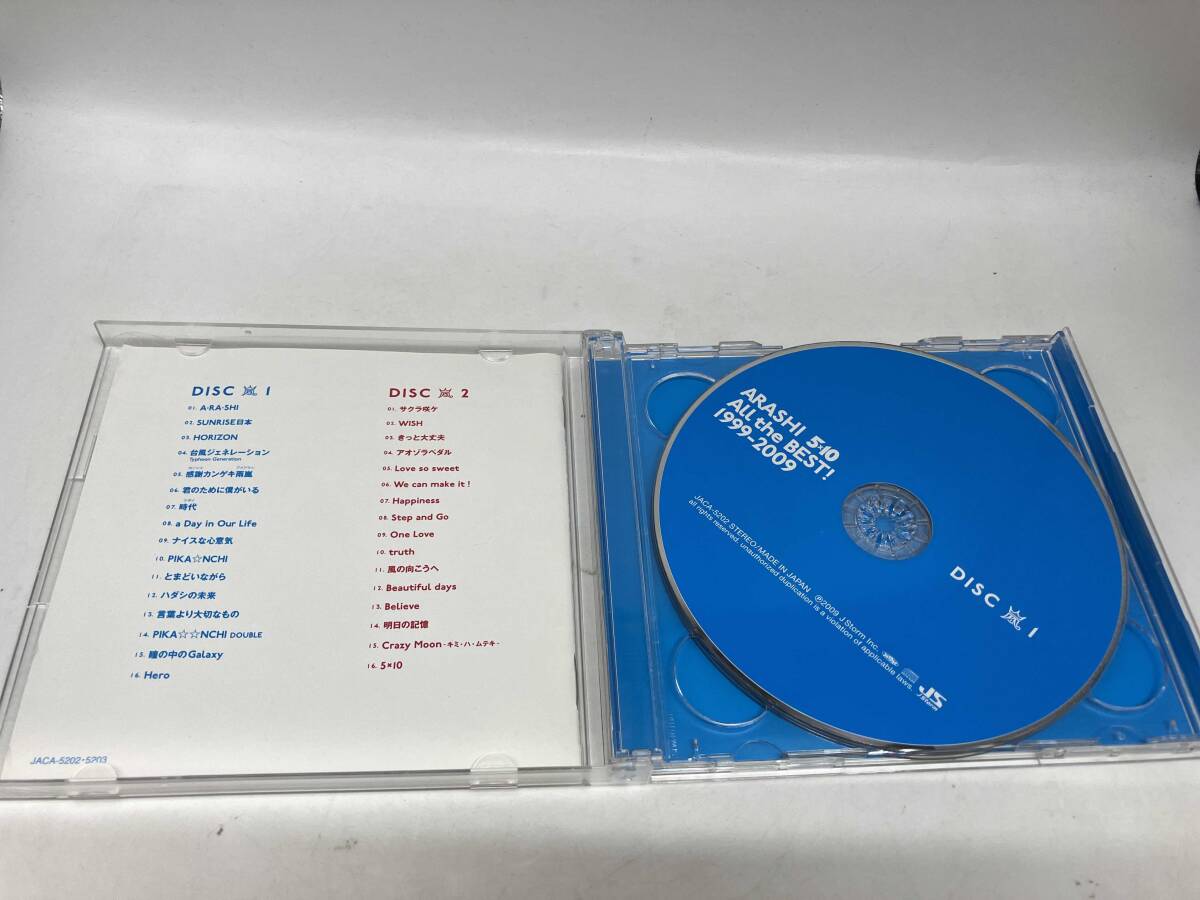 DISC 嵐 1
01. A·RA·SHI
02. SUNRISE日本
03. HORIZON
04. 台風ジェネレーション
Typhoon Generation
05. 感謝カンゲキ雨嵐
06. 君のために僕がいる
07. 時代
08. a Day in Our Life
09. ナイスな心意気
10. PIKA☆NCHI
11. とまどいながら
12. ハダシの未来
13. 言葉より大切なもの
14. PIKA☆☆NCHI DOUBLE
15. 瞳の中のGalaxy
16. Hero
JACA-5202·5203
DISC 嵐 2
01. サクラ咲ケ
02. WISH
03. きっと大丈夫
04. アオゾラペダル
05. Love so sweet
06. We can make it!
07. Happiness
08. Step and Go
09. One Love
10. truth
11. 風の向こうへ
12. Beautiful days
13. Believe
14. 明日の記憶
15. Crazy Moon -キミ・ハ・ムテキ-
16. 5×10
ARASHI 5×10
All the BEST!
1999-2009
JACA-5202 STEREO/MADE IN JAPAN ℗2009 J Storm Inc.
all rights reserved. unauthorized duplication is a violation of applicable laws.
DISC 嵐 1
JS
J Storm